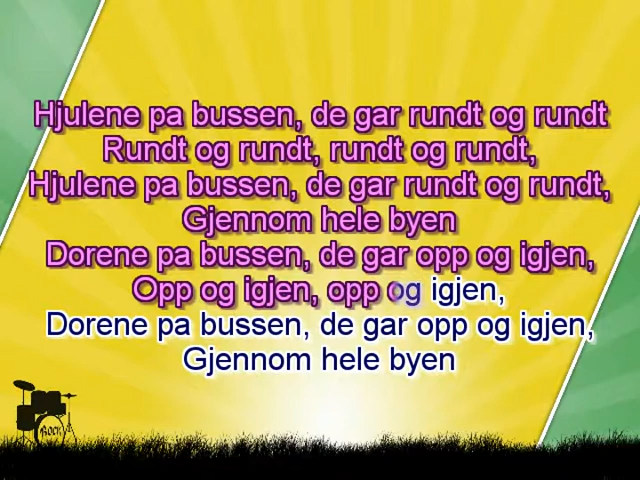 Hjulene pa bussen, de gar rundt og rundt
Rundt og rundt, rundt og rundt,
Hjulene pa bussen, de gar rundt og rundt,
Gjennom hele byen
Dorene pa bussen, de gar opp og igjen,
Opp og igjen, opp og igjen,
Dorene pa bussen, de gar opp og igjen,
Gjennom hele byen
ROCK